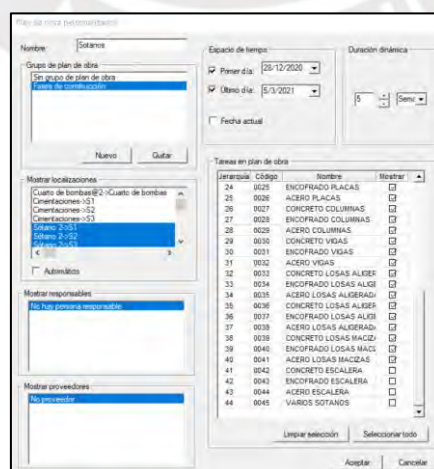 Plan de obra personalizado
Nombre Sotanos
Grupo de plan de obra
Sin grupo de plan de obra
Fases de construcción
Nuevo Quitar
Mostrar localizaciones
Cuarto de bombas@2->Cuarto de bombas
Cimentaciones->S1
Cimentaciones->S2
Cimentaciones->S3
Sótano 2->S1
Sótano 2->S2
Sótano 2->S3
Automático
Mostrar responsables
No hay persona responsable
Mostrar proveedores
No proveedor
Espacio de tiempo
Primer día: 28/12/2020
Último día: 5/3/2021
Fecha actual
Duración dinámica
5 Sema
Tareas en plan de obra
Jerarquía Código Nombre Mostrar
24 0025 ENCOFRADO PLACAS
25 0026 ACERO PLACAS
26 0027 CONCRETO COLUMNAS
27 0028 ENCOFRADO COLUMNAS
28 0029 ACERO COLUMNAS
29 0030 CONCRETO VIGAS
30 0031 ENCOFRADO VIGAS
31 0032 ACERO VIGAS
32 0033 CONCRETO LOSAS ALIGER
33 0034 ENCOFRADO LOSAS ALIGE
34 0035 ACERO LOSAS ALIGERADA
35 0036 CONCRETO LOSAS ALIGER
36 0037 ENCOFRADO LOSAS ALIGE
37 0038 ACERO LOSAS ALIGERADA
38 0039 CONCRETO LOSAS MACIZA
39 0040 ENCOFRADO LOSAS MACIZ
40 0041 ACERO LOSAS MACIZAS
41 0042 CONCRETO ESCALERA
42 0043 ENCOFRADO ESCALERA
43 0044 ACERO ESCALERA
44 0045 VARIOS SOTANOS
Limpiar selección Seleccionar todo
Aceptar Cancelar